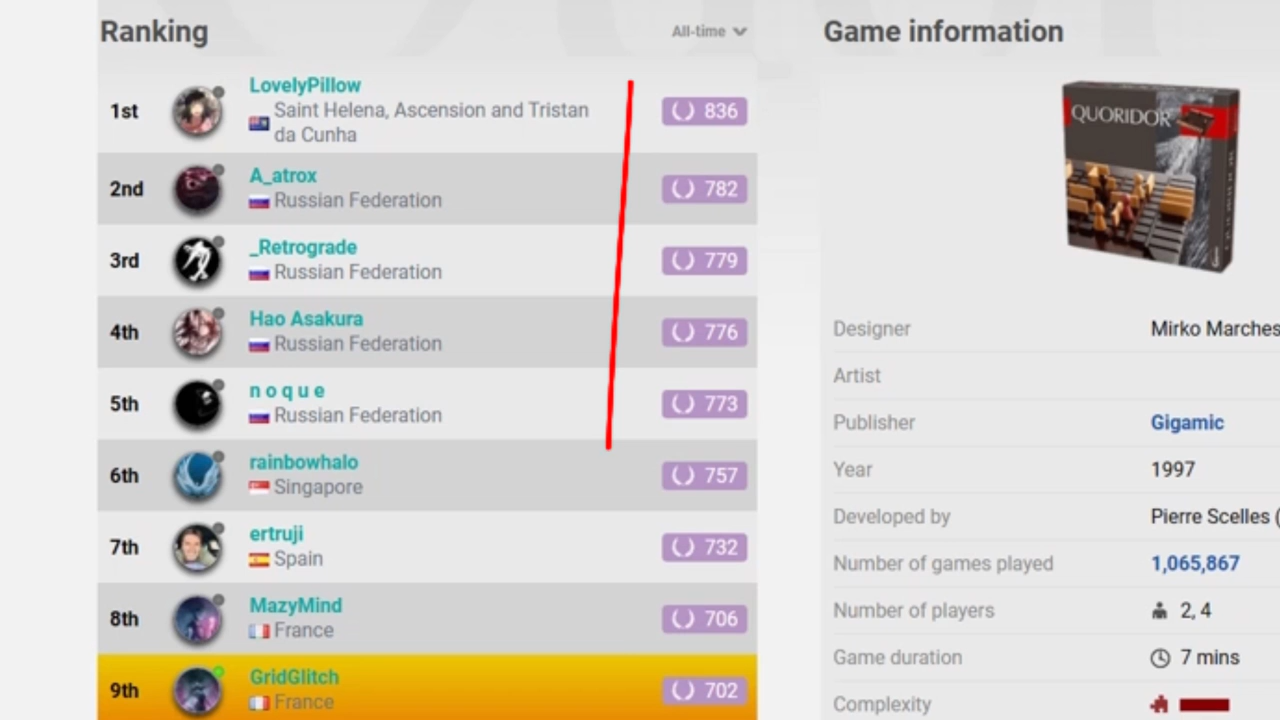 Ranking
All-time
1st
LovelyPillow
Saint Helena, Ascension and Tristan
da Cunha
836
2nd
A_atrox
Russian Federation
782
3rd
_Retrograde
Russian Federation
779
4th
Hao Asakura
Russian Federation
776
5th
n o q u e
Russian Federation
773
6th
rainbowhalo
Singapore
757
7th
ertruji
Spain
732
8th
MazyMind
France
706
9th
GridGlitch
France
702
Game information
QUORIDOR
Designer
Mirko Marches
Artist
Publisher
Gigamic
Year
1997
Developed by
Pierre Scelles (
Number of games played
1,065,867
Number of players
2, 4
Game duration
7 mins
Complexity